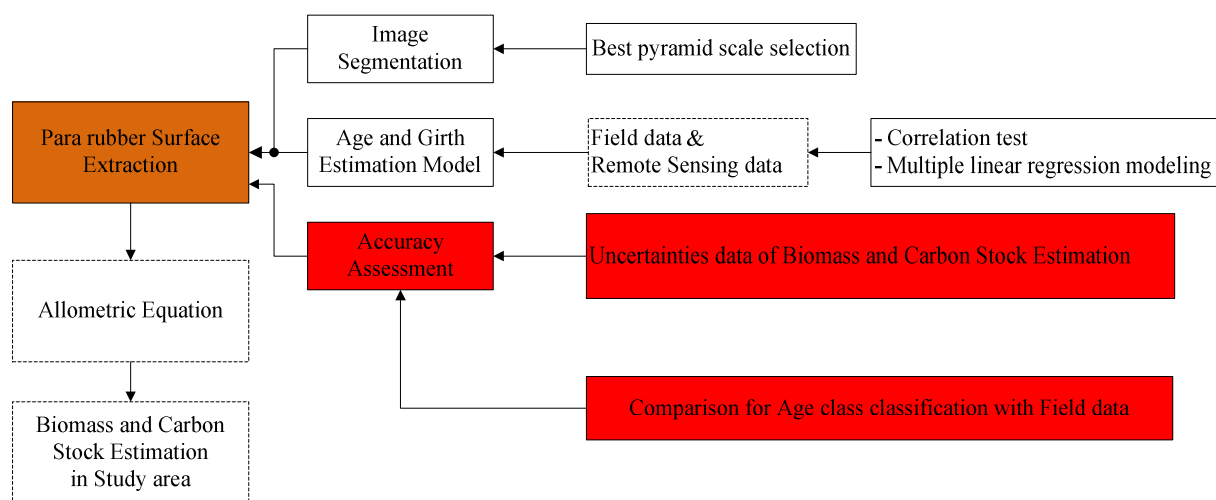 Image
Segmentation
Best pyramid scale selection
Para rubber Surface
Extraction
Age and Girth
Estimation Model
Field data &
Remote Sensing data
- Correlation test
- Multiple linear regression modeling
Accuracy
Assessment
Uncertainties data of Biomass and Carbon Stock Estimation
Allometric Equation
Comparison for Age class classification with Field data
Biomass and Carbon
Stock Estimation
in Study area